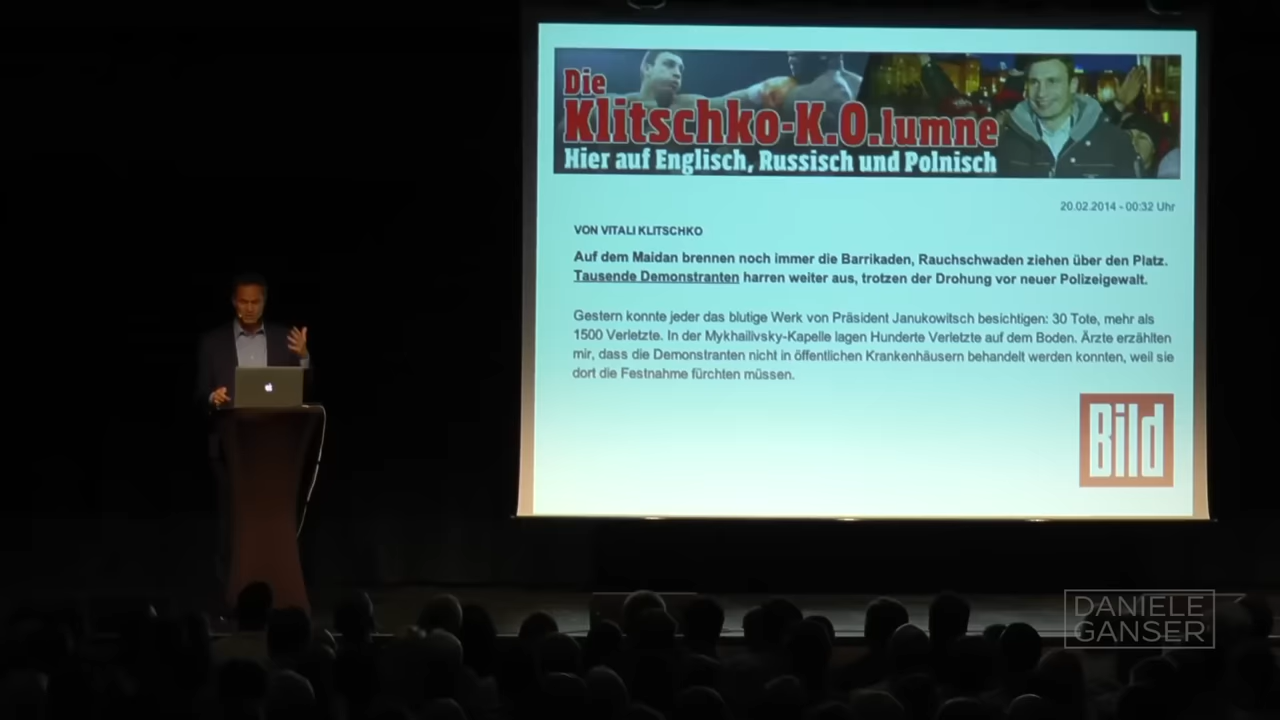 Die
Klitschko-K.O.lumne
Hier auf Englisch, Russisch und Polnisch
20.02.2014 - 00:32 Uhr
VON VITALI KLITSCHKO
Auf dem Maidan brennen noch immer die Barrikaden, Rauchschwaden ziehen über den Platz.
Tausende Demonstranten harren weiter aus, trotzen der Drohung vor neuer Polizeigewalt.
Gestern konnte jeder das blutige Werk von Präsident Janukowitsch besichtigen: 30 Tote, mehr als
1500 Verletzte. In der Mykhailivsky-Kapelle lagen Hunderte Verletzte auf dem Boden. Ärzte erzählten
mir, dass die Demonstranten nicht in öffentlichen Krankenhäusern behandelt werden konnten, weil sie
dort die Festnahme fürchten müssen.
Bild
DANIELE
GANSER